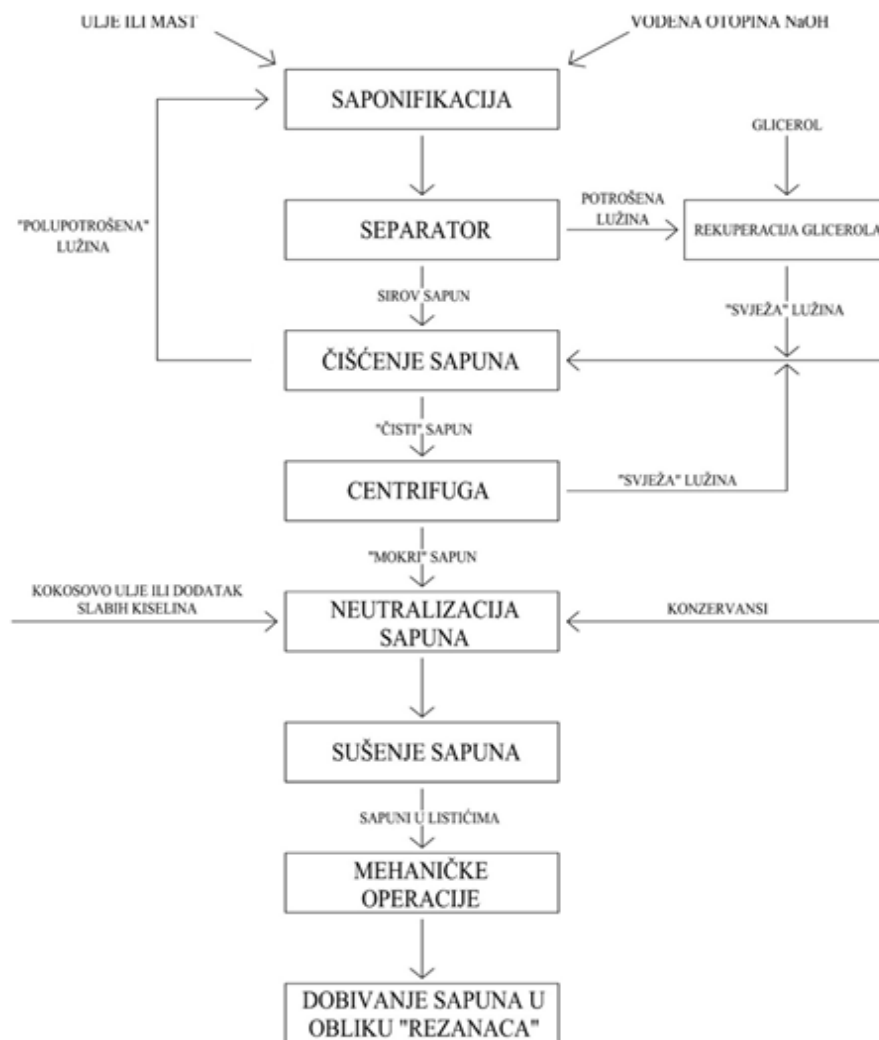 ULJE ILI MAST
VODENA OTOPINA NaOH
SAPONIFIKACIJA
GLICEROL
"POLUPOTROŠENA"
LUŽINA
SEPARATOR
POTROŠENA
LUŽINA
REKUPERACIJA GLICEROLA
SIROV SAPUN
"SVJEŽA" LUŽINA
ČIŠĆENJE SAPUNA
"ČISTI" SAPUN
CENTRIFUGA
"SVJEŽA" LUŽINA
"MOKRI" SAPUN
KOKOSOVO ULJE ILI DODATAK
SLABIH KISELINA
NEUTRALIZACIJA
SAPUNA
KONZERVANSI
SUŠENJE SAPUNA
SAPUNI U LISTIĆIMA
MEHANIČKE
OPERACIJE
DOBIVANJE SAPUNA U
OBLIKU "REZANACA"